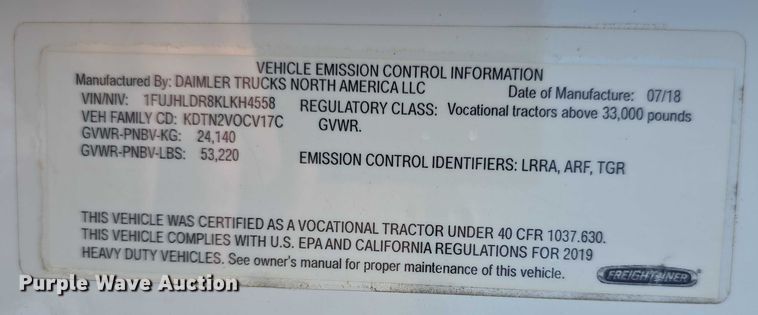 VEHICLE EMISSION CONTROL INFORMATION
Manufactured By: DAIMLER TRUCKS NORTH AMERICA LLC Date of Manufacture: 07/18
VIN/NIV: 1FUJHLDR8KLKH4558 REGULATORY CLASS: Vocational tractors above 33,000 pounds
VEH FAMILY CD: KDTN2VOCV17C GVWR.
GVWR-PNBV-KG: 24,140
GVWR-PNBV-LBS: 53,220 EMISSION CONTROL IDENTIFIERS: LRRA, ARF, TGR
THIS VEHICLE WAS CERTIFIED AS A VOCATIONAL TRACTOR UNDER 40 CFR 1037.630.
THIS VEHICLE COMPLIES WITH U.S. EPA AND CALIFORNIA REGULATIONS FOR 2019
HEAVY DUTY VEHICLES. See owner's manual for proper maintenance of this vehicle.
FREIGHTLINER
Purple Wave Auction